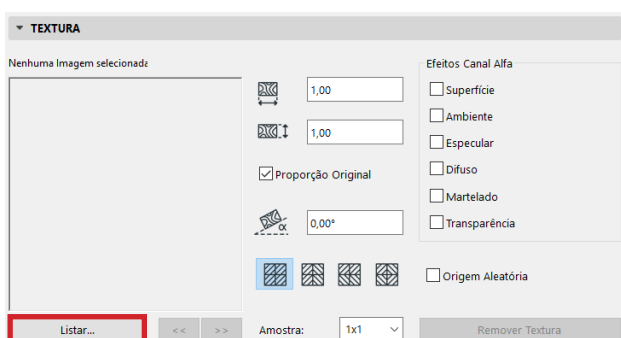 TEXTURA
Nenhuma Imagem selecionada
Efeitos Canal Alfa
1,00
Superfície
Ambiente
1,00
Especular
Proporção Original
Difuso
Martelado
α
0,00°
Transparência
Origem Aleatória
Listar...
<<
>>
Amostra:
1x1
Remover Textura